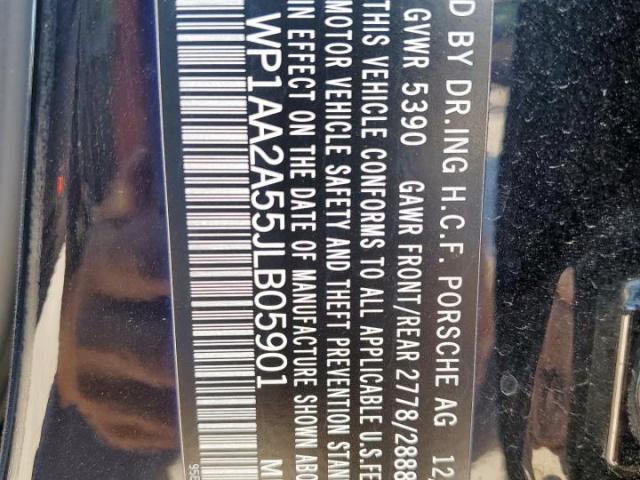 D BY DR.ING H.C.F. PORSCHE AG 12
GVWR 5390 GAWR FRONT/REAR 2778/2888
THIS VEHICLE CONFORMS TO ALL APPLICABLE U.S.FE
MOTOR VEHICLE SAFETY AND THEFT PREVENTION STAN
IN EFFECT ON THE DATE OF MANUFACTURE SHOWN ABO
WP1AA2A55JLB05901
M